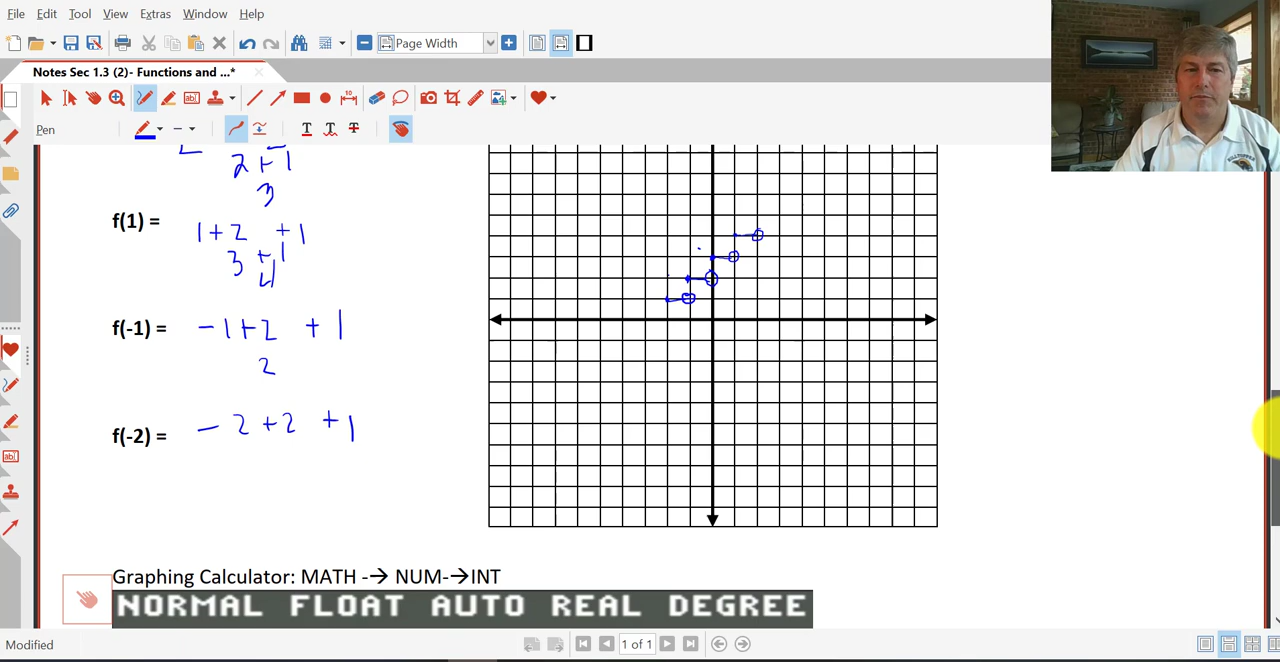 File Edit Tool View Extras Window Help
Page Width
Notes Sec 1.3 (2)- Functions and ...*
Pen
2+1
3
f(1) = 1+2 +1
3 +1
4
f(-1) = -1+2 +1
2
f(-2) = -2+2 +1
Graphing Calculator: MATH -→ NUM-→INT
NORMAL FLOAT AUTO REAL DEGREE
Modified
1 of 1